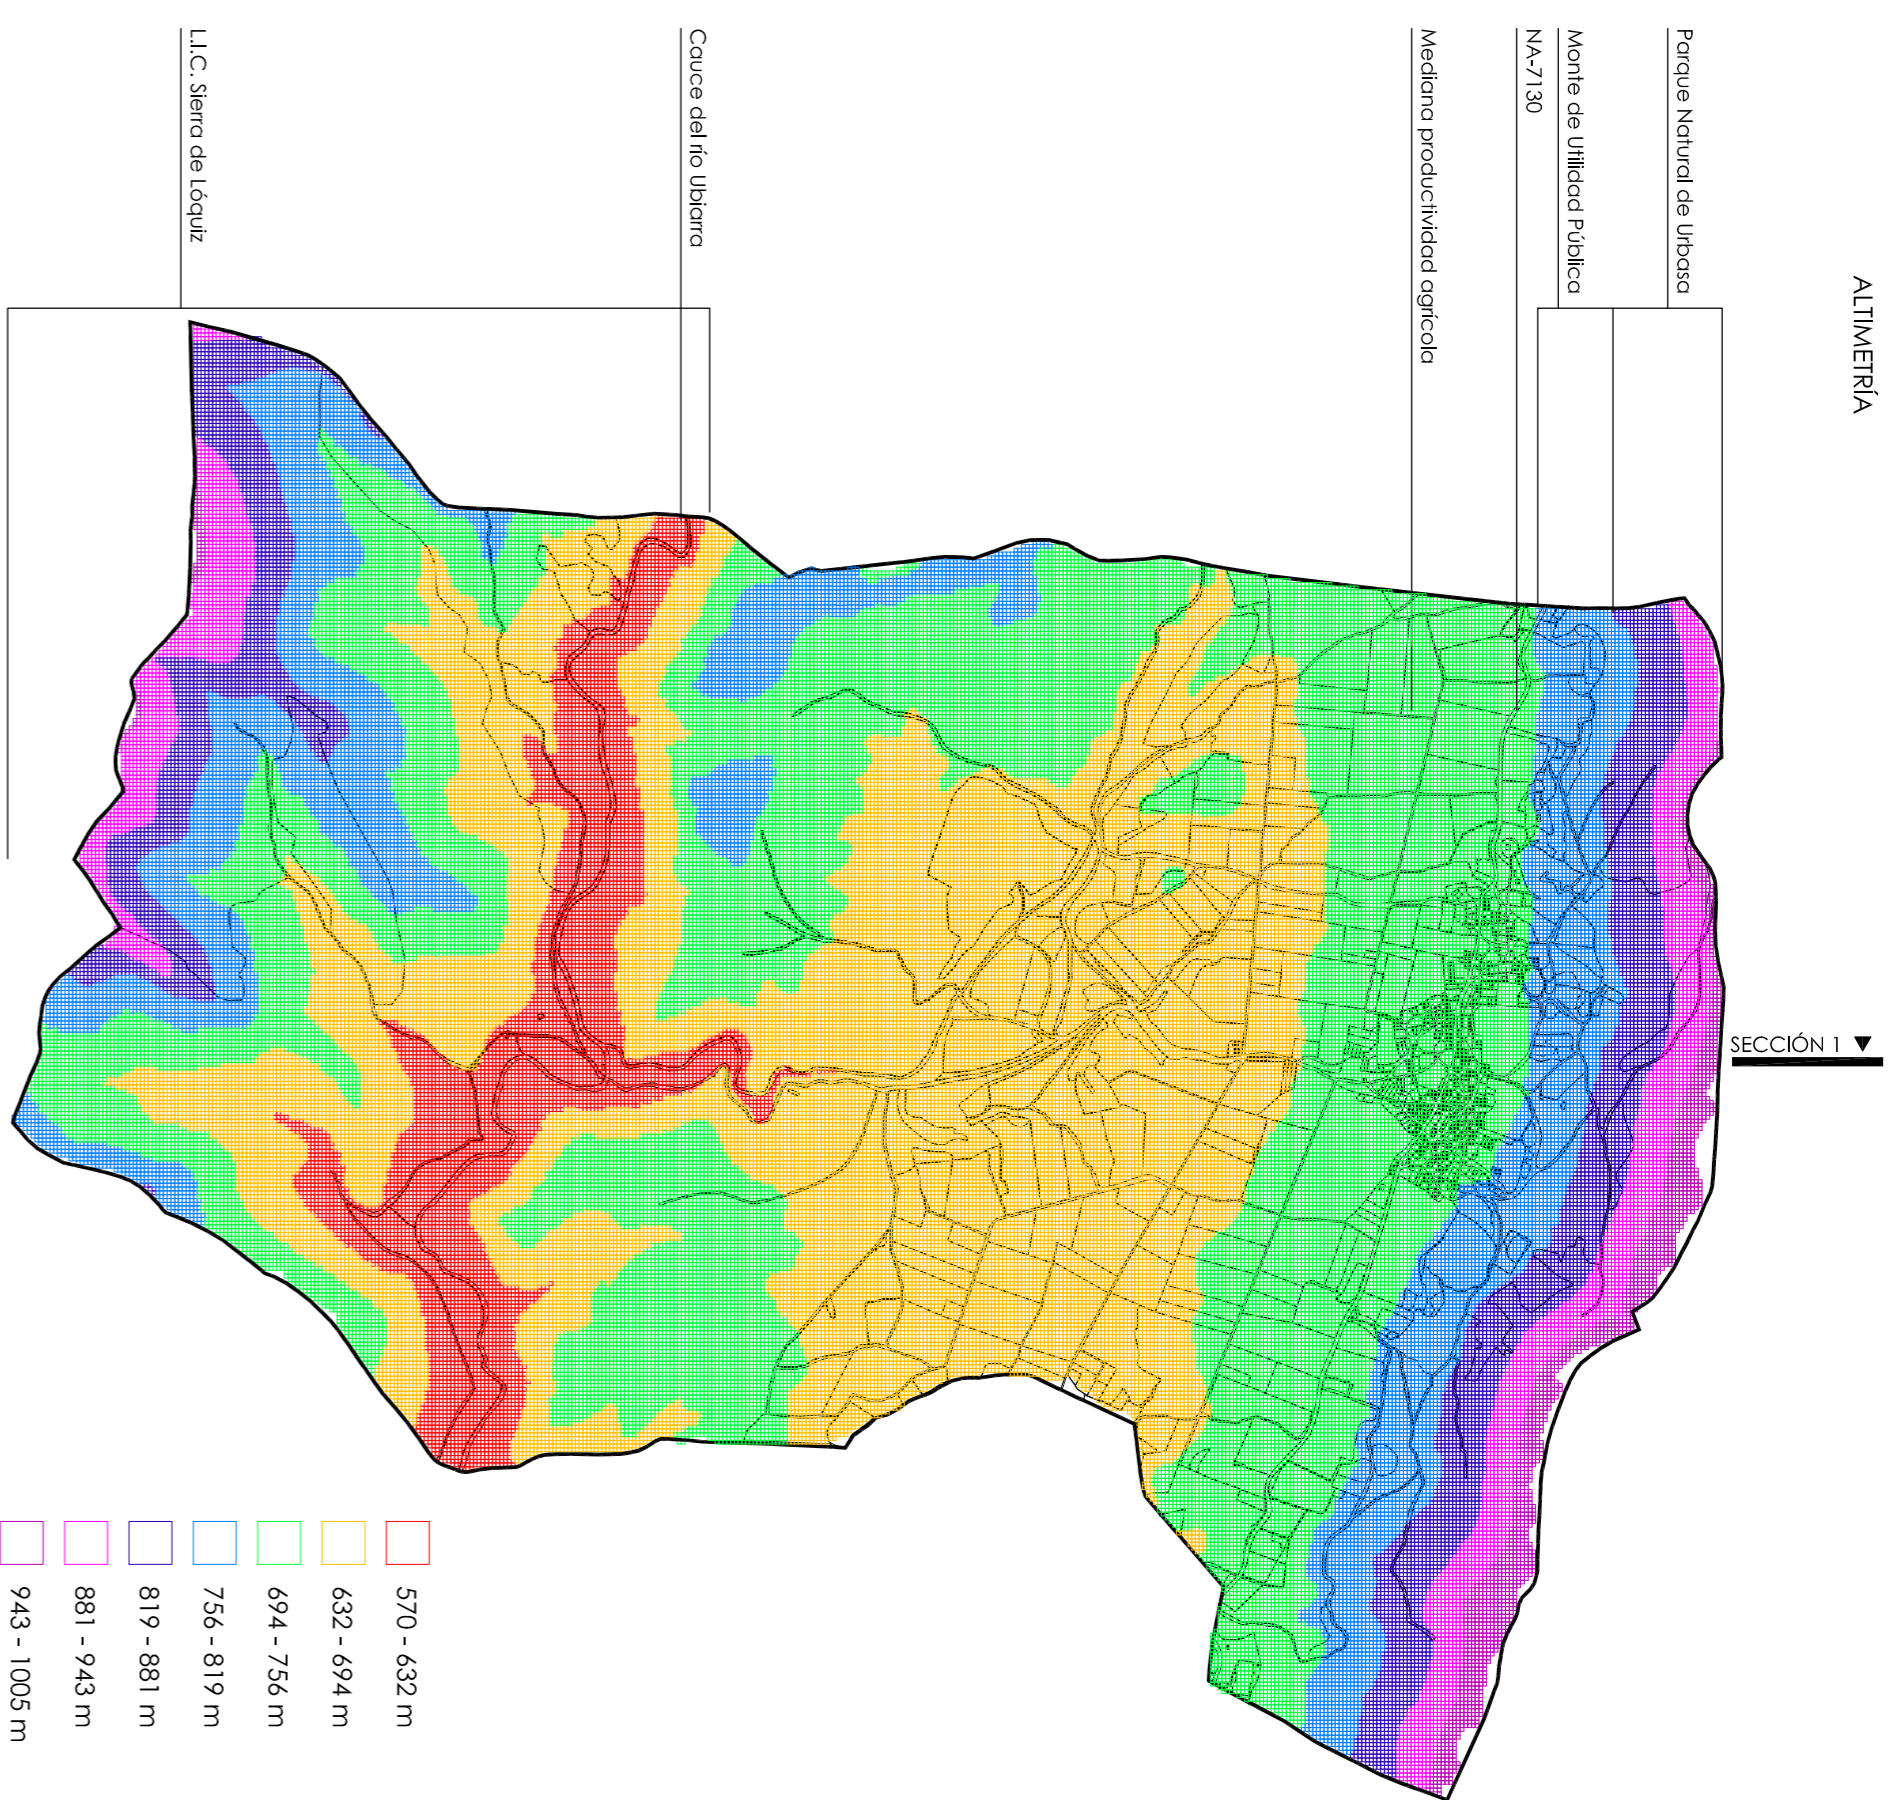 ALTIMETRÍA
Parque Natural de Urbasa
Monte de Utilidad Pública
NA-7130
Mediana productividad agrícola
Cauce del río Ubiarra
L.I.C. Sierra de Lóquiz
SECCIÓN 1 ▼
570 - 632 m
632 - 694 m
694 - 756 m
756 - 819 m
819 - 881 m
881 - 943 m
943 - 1005 m